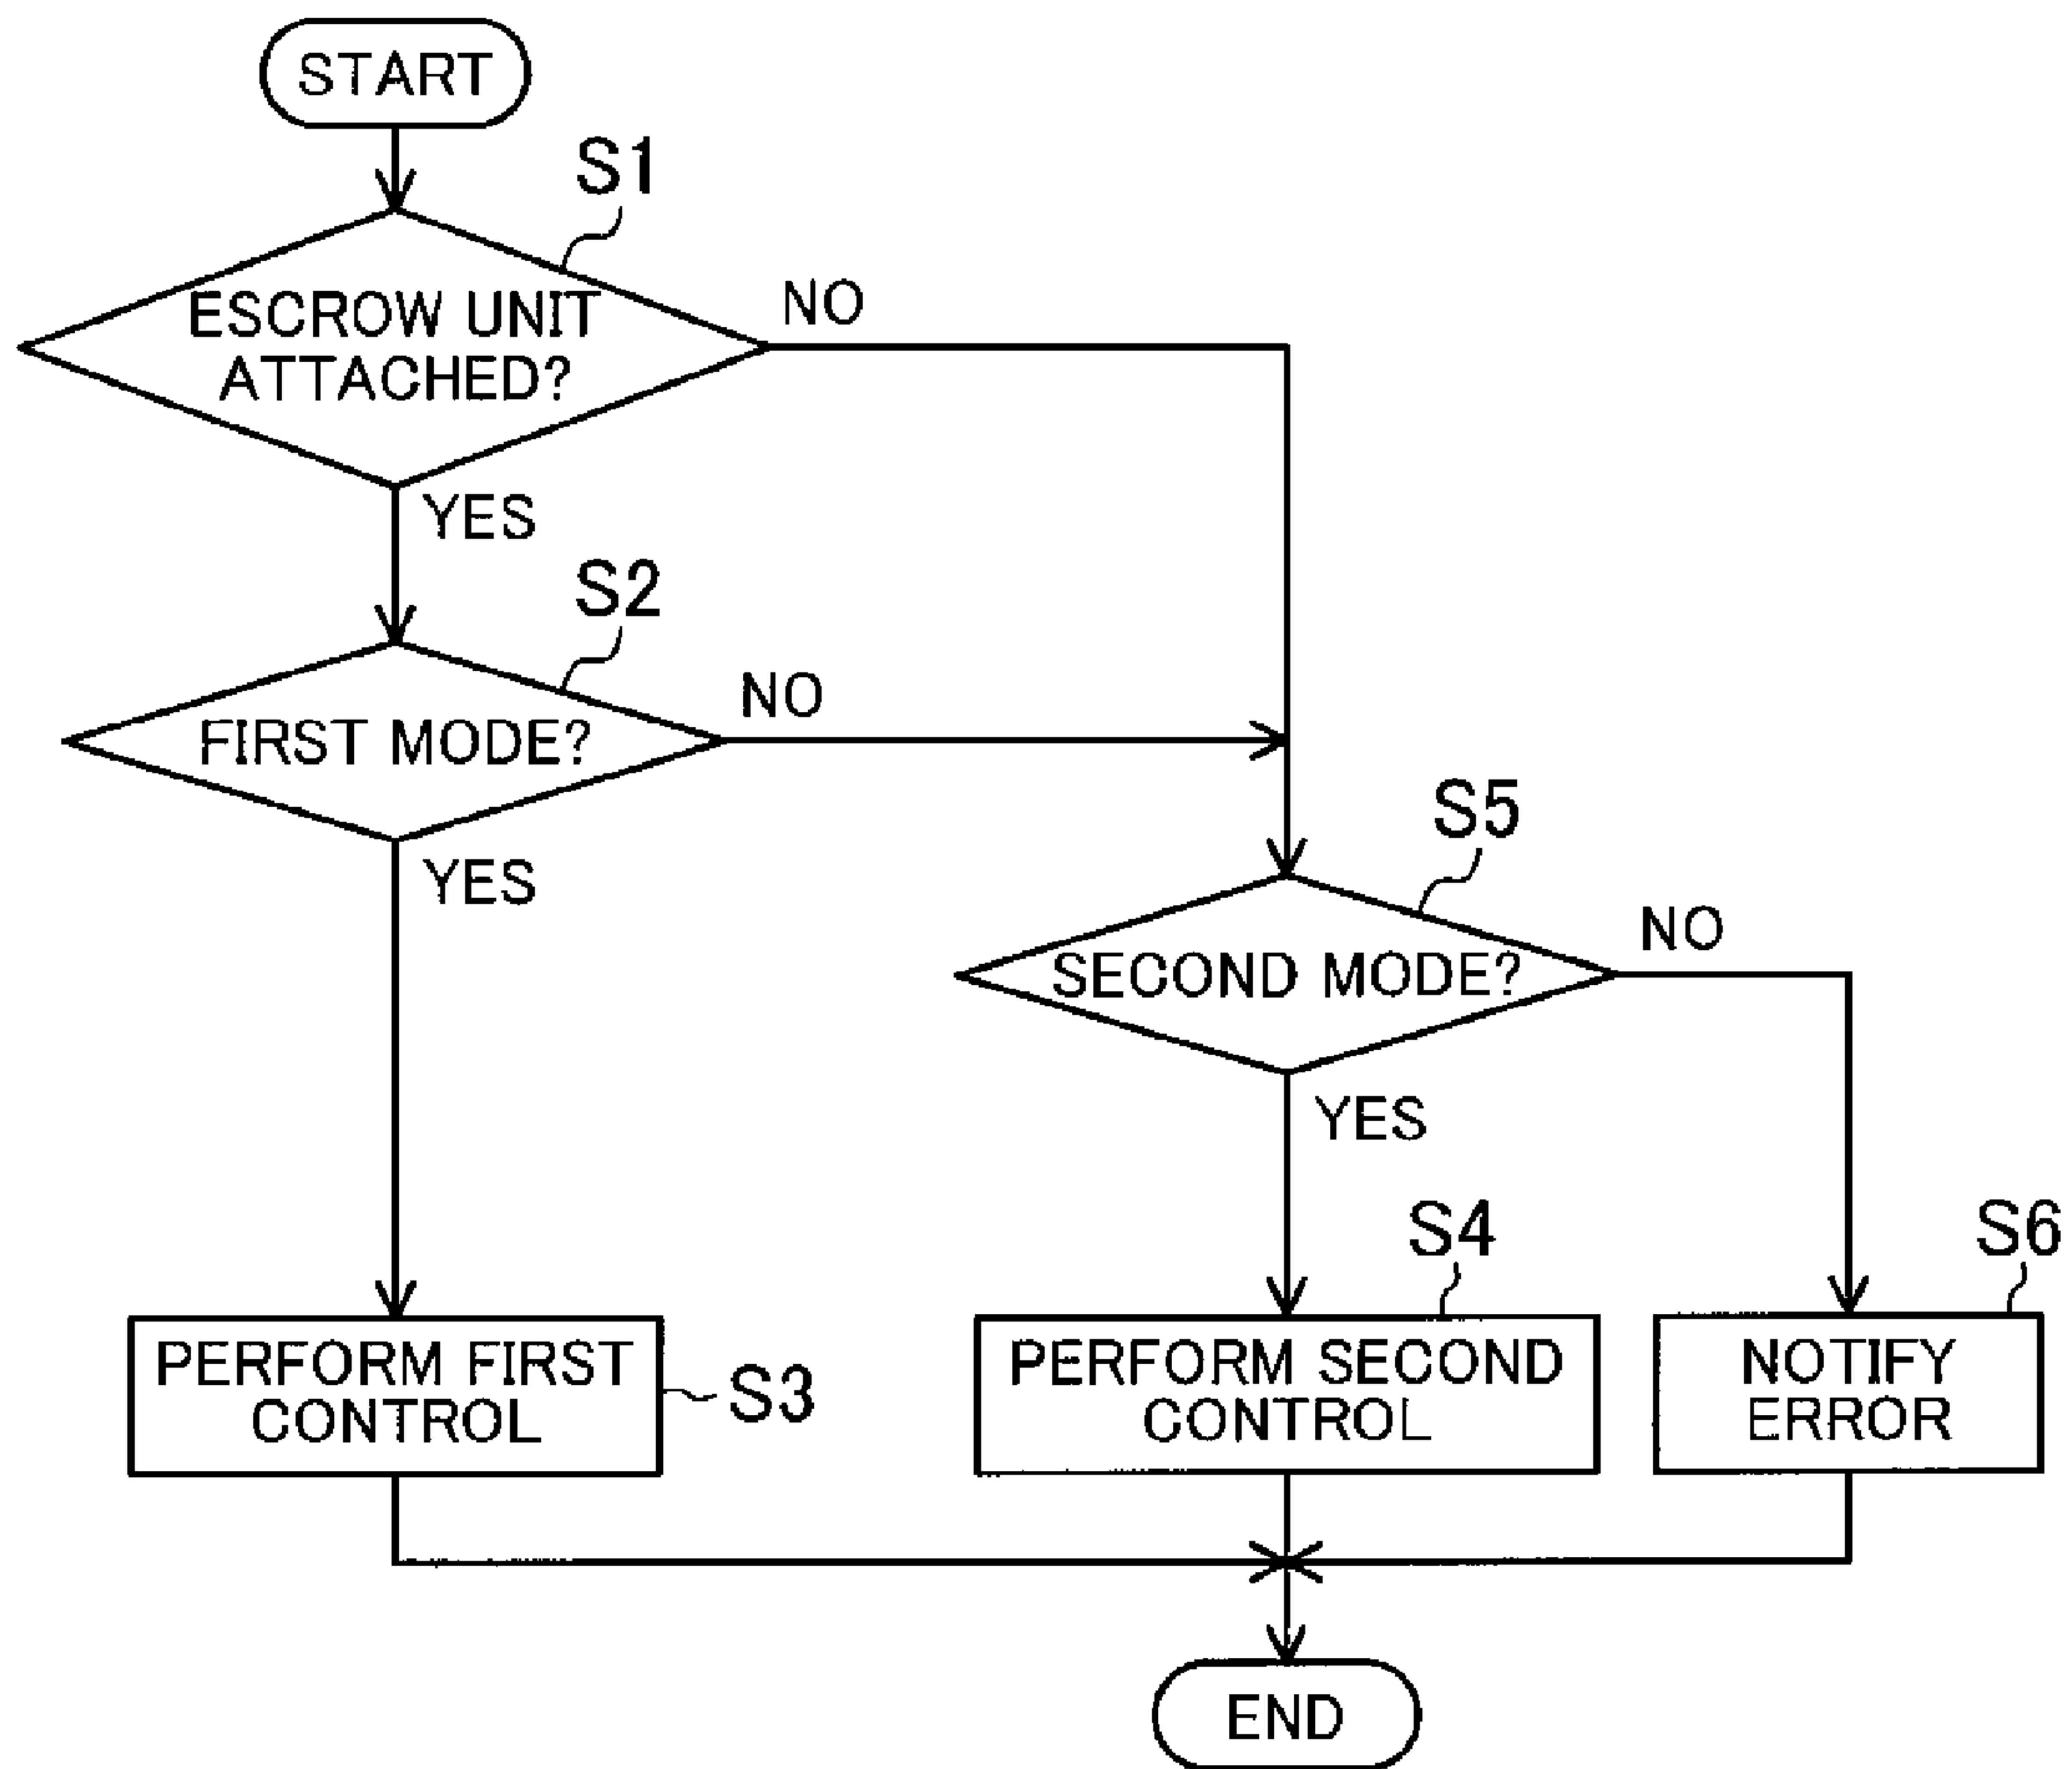 START
S1
ESCROW UNIT
ATTACHED?
NO
YES
S2
FIRST MODE?
NO
YES
S5
SECOND MODE?
NO
YES
S4
S6
PERFORM FIRST
CONTROL
S3
PERFORM SECOND
CONTROL
NOTIFY
ERROR
END